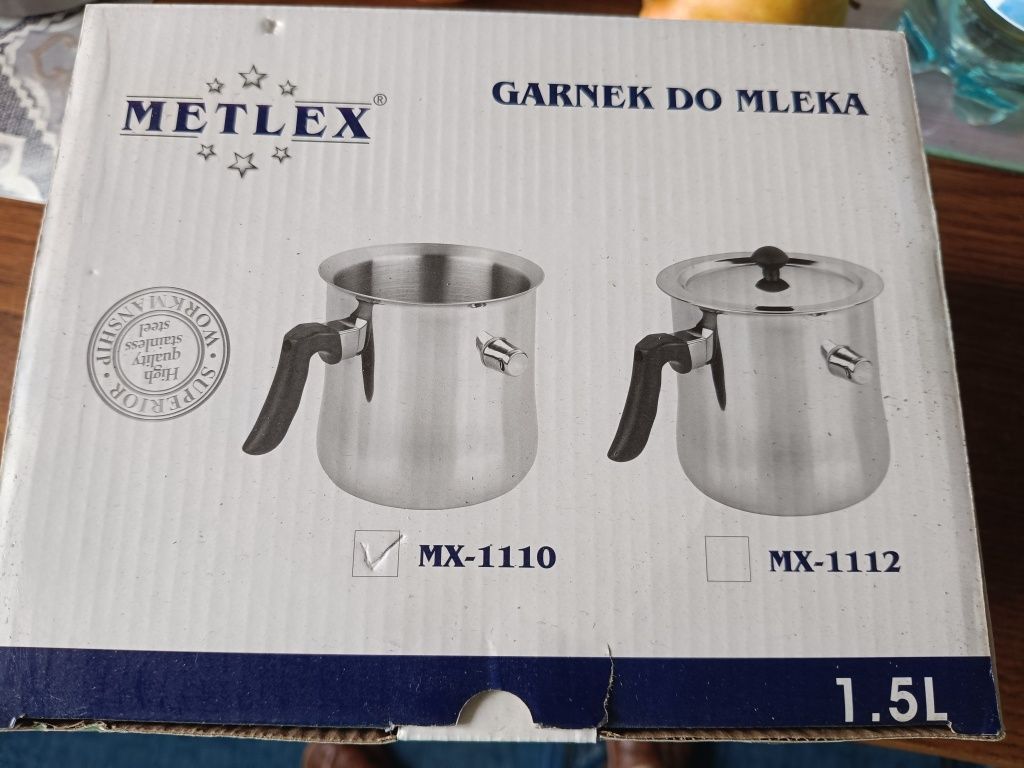 METLEX®
GARNEK DO MLEKA
SUPERIOR • WORKMANSHIP •
High
quality
stainless
steel
MX-1110
MX-1112
1.5L